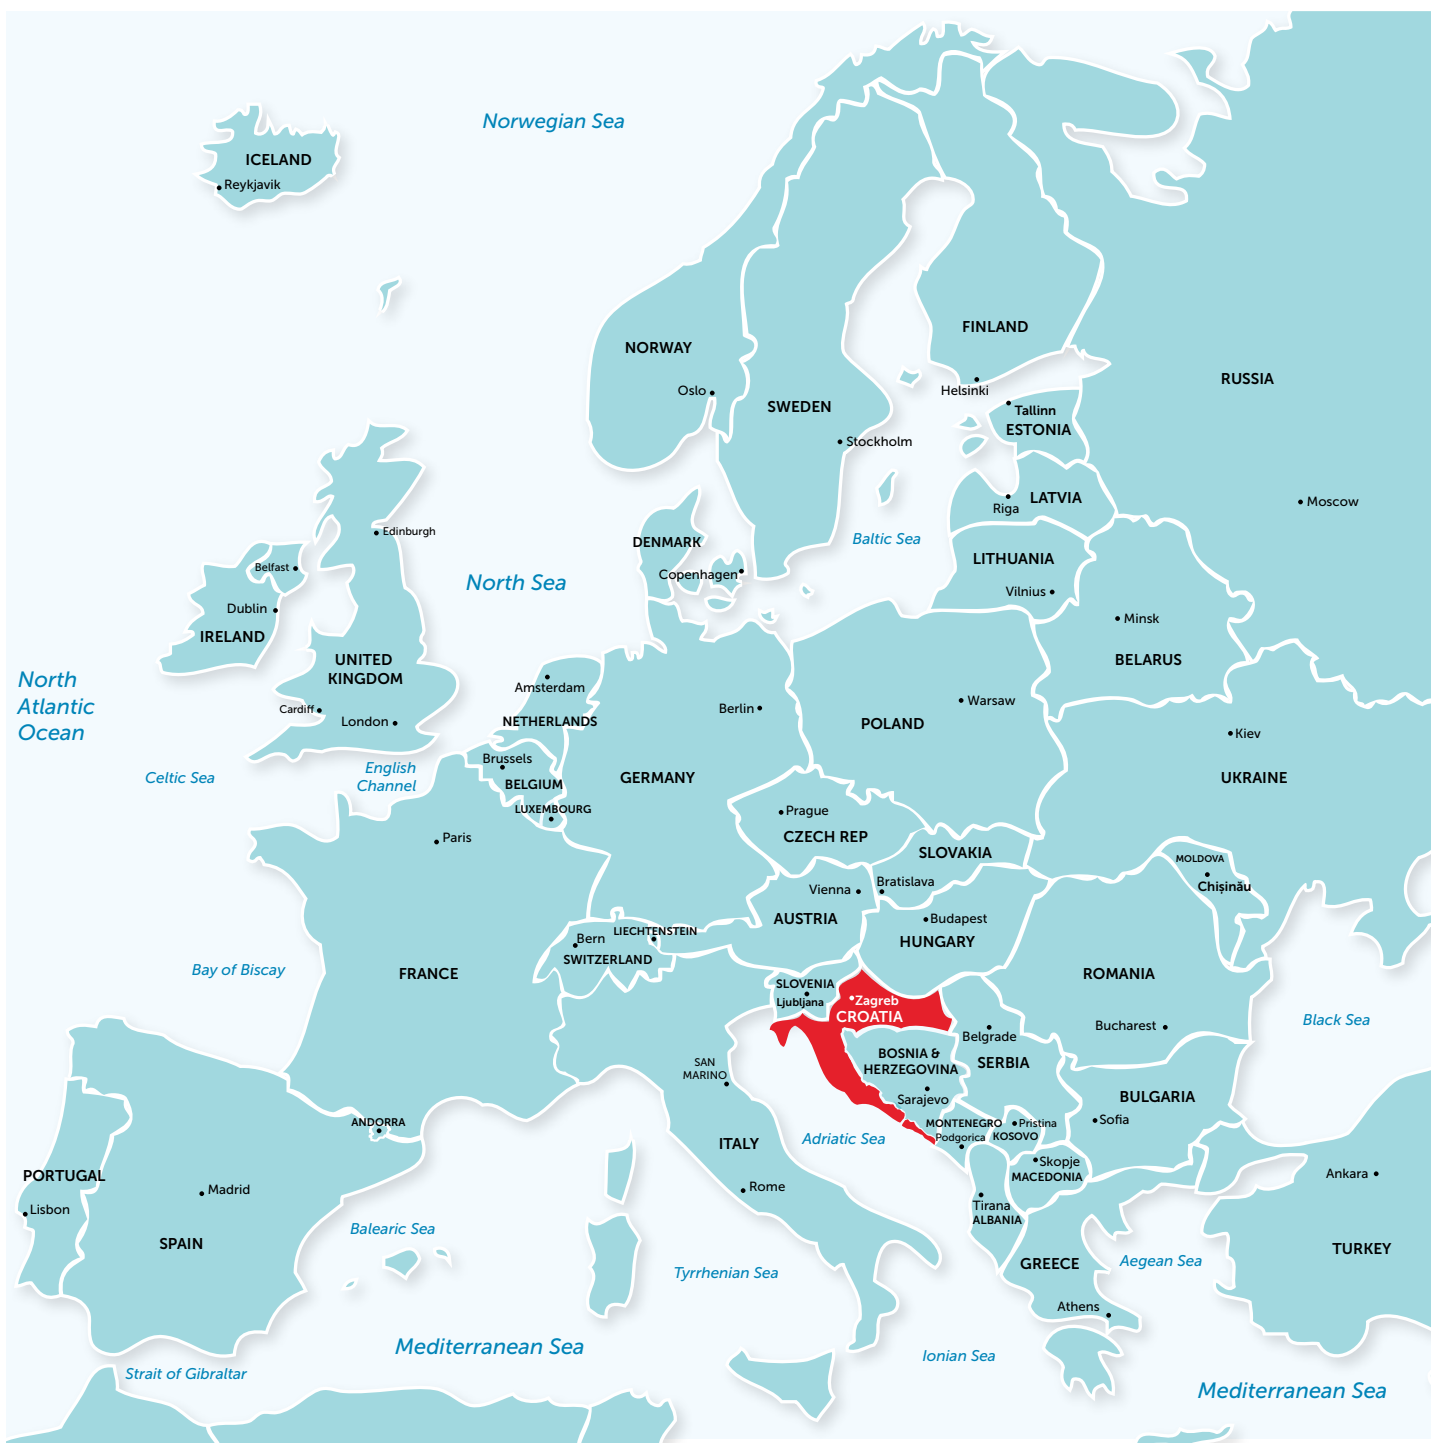 Norwegian Sea
ICELAND
Reykjavik
FINLAND
NORWAY
RUSSIA
Oslo
Helsinki
SWEDEN
Tallinn
ESTONIA
Stockholm
LATVIA
Riga
Moscow
Edinburgh
DENMARK
Baltic Sea
LITHUANIA
Belfast
Copenhagen
North Sea
Vilnius
Dublin
IRELAND
Minsk
UNITED
KINGDOM
BELARUS
North
Atlantic
Ocean
Amsterdam
Cardiff
London
NETHERLANDS
Berlin
Warsaw
POLAND
Kiev
Brussels
English
Channel
Celtic Sea
BELGIUM
GERMANY
UKRAINE
LUXEMBOURG
Prague
Paris
CZECH REP
SLOVAKIA
MOLDOVA
Chișinău
Vienna
Bratislava
AUSTRIA
Budapest
HUNGARY
Bern
LIECHTENSTEIN
SWITZERLAND
Bay of Biscay
FRANCE
ROMANIA
SLOVENIA
Ljubljana
Zagreb
CROATIA
Bucharest
Black Sea
Belgrade
BOSNIA &
HERZEGOVINA
SERBIA
SAN
MARINO
Sarajevo
BULGARIA
Sofia
ANDORRA
MONTENEGRO
Pristina
Podgorica
KOSOVO
ITALY
Adriatic Sea
Skopje
MACEDONIA
PORTUGAL
Ankara
Madrid
Rome
Lisbon
Tirana
ALBANIA
Balearic Sea
SPAIN
TURKEY
GREECE
Aegean Sea
Tyrrhenian Sea
Athens
Mediterranean Sea
Ionian Sea
Strait of Gibraltar
Mediterranean Sea